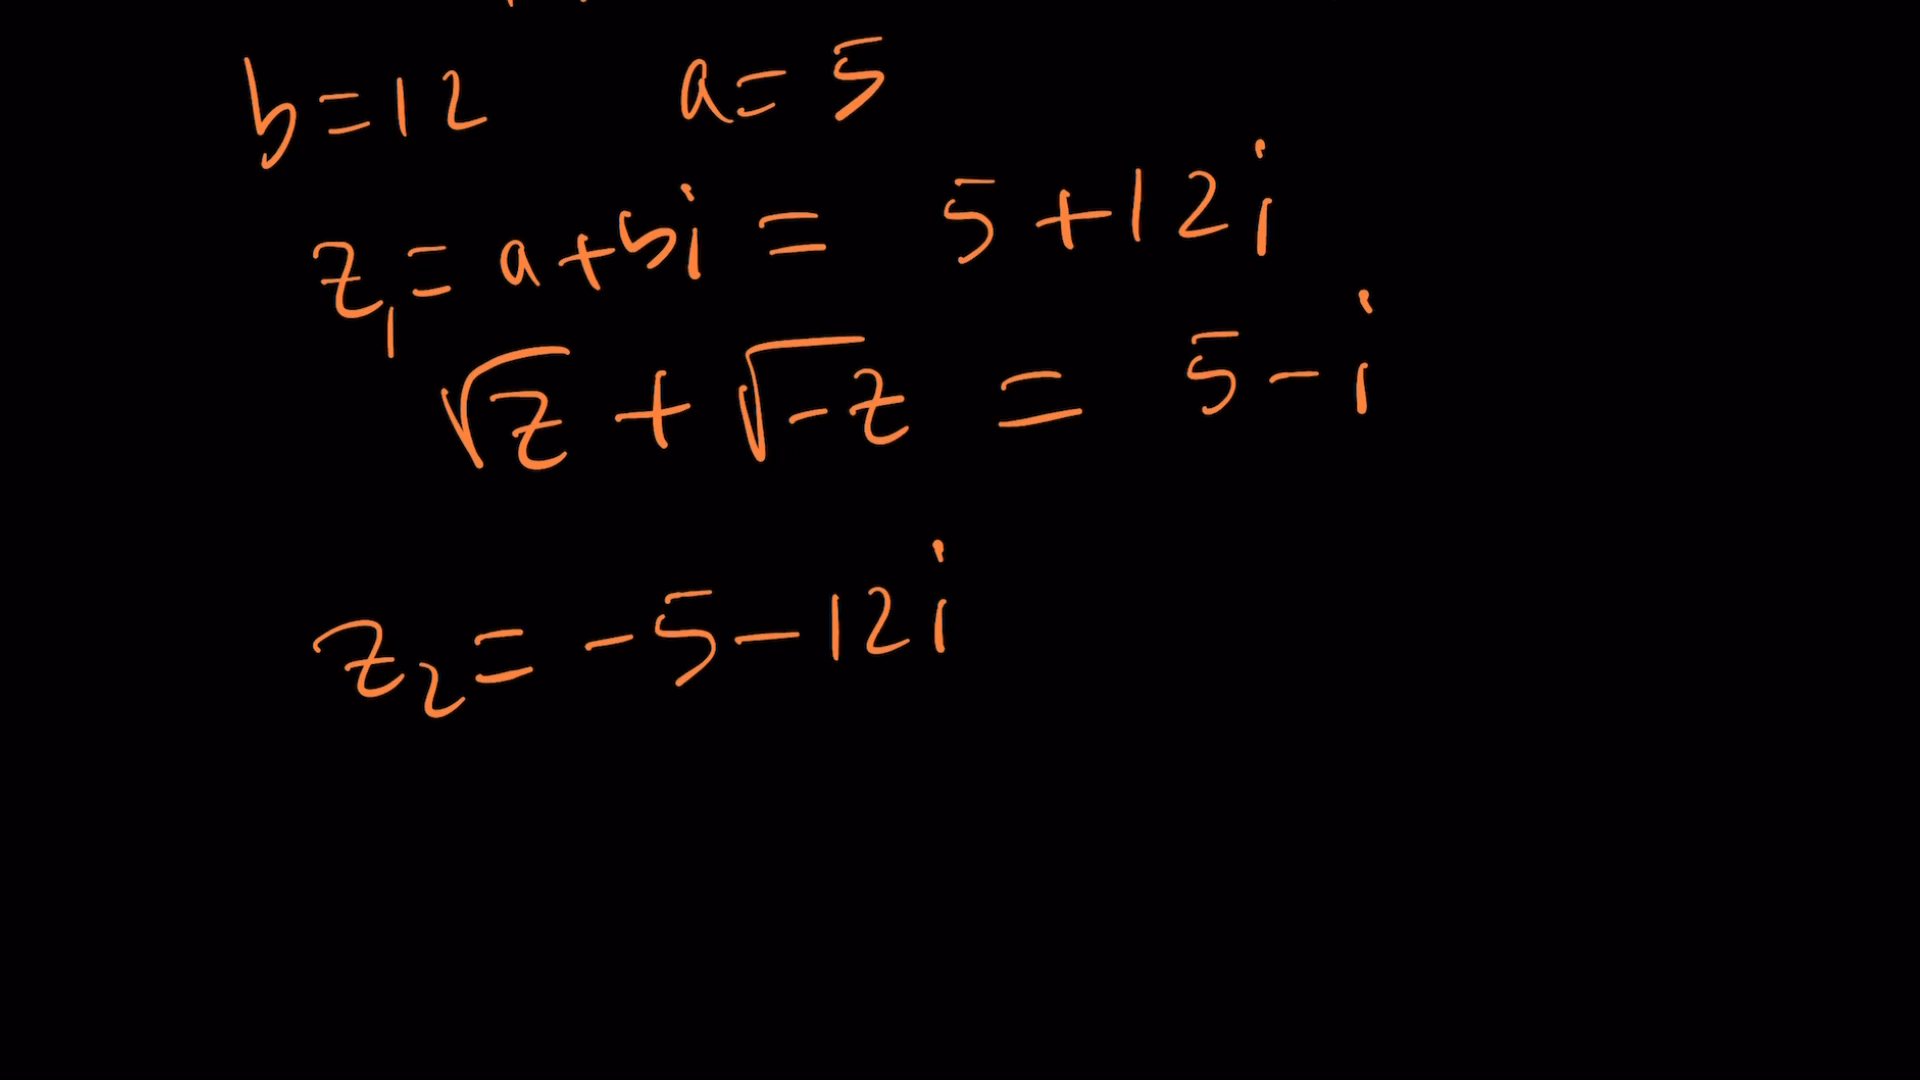 b=12 a=5
z₁=a+bi = 5+12i
√z + √-z = 5-i
z₂=-5-12i